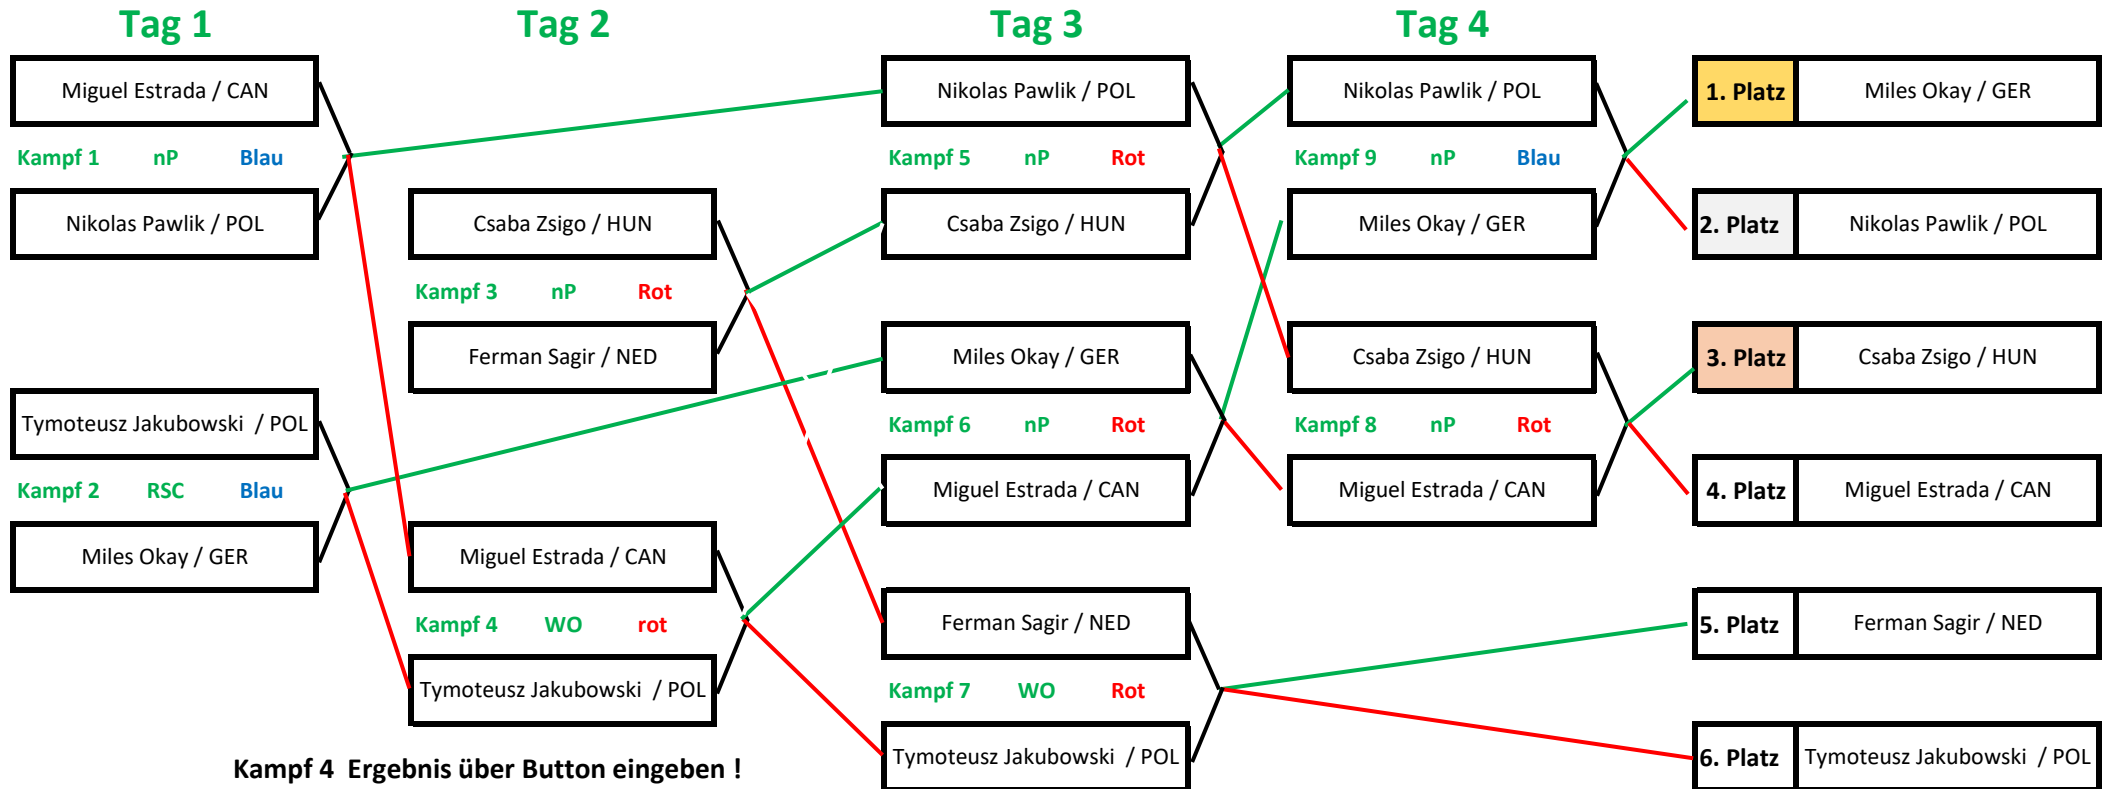 Tag 1 Tag 2 Tag 3 Tag 4
Miguel Estrada / CAN
Kampf 1 nP Blau
Nikolas Pawlik / POL
Tymoteusz Jakubowski / POL
Kampf 2 RSC Blau
Miles Okay / GER
Csaba Zsigo / HUN
Kampf 3 nP Rot
Ferman Sagir / NED
Miguel Estrada / CAN
Kampf 4 WO rot
Tymoteusz Jakubowski / POL
Kampf 4 Ergebnis über Button eingeben !
Nikolas Pawlik / POL
Kampf 5 nP Rot
Csaba Zsigo / HUN
Miles Okay / GER
Kampf 6 nP Rot
Miguel Estrada / CAN
Ferman Sagir / NED
Kampf 7 WO Rot
Tymoteusz Jakubowski / POL
Nikolas Pawlik / POL
Kampf 9 nP Blau
Miles Okay / GER
Csaba Zsigo / HUN
Kampf 8 nP Rot
Miguel Estrada / CAN
1. Platz Miles Okay / GER
2. Platz Nikolas Pawlik / POL
3. Platz Csaba Zsigo / HUN
4. Platz Miguel Estrada / CAN
5. Platz Ferman Sagir / NED
6. Platz Tymoteusz Jakubowski / POL